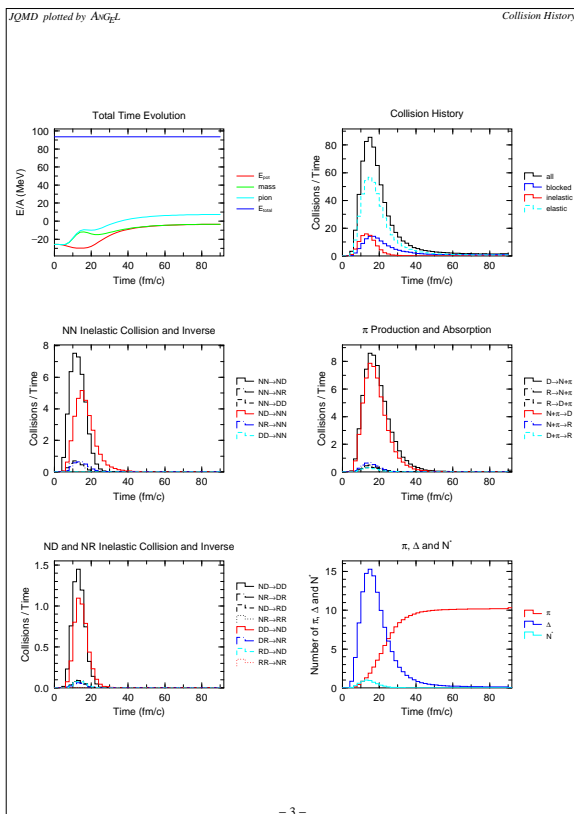 JQMD plotted by ANGEL
Collision History
Total Time Evolution
E/A (MeV)
100
80
60
40
20
0
−20
0 20 40 60 80
Time (fm/c)
Epot
mass
pion
Etotal
Collision History
Collisions / Time
80
60
40
20
0
0 20 40 60 80
Time (fm/c)
all
blocked
inelastic
elastic
NN Inelastic Collision and Inverse
Collisions / Time
8
6
4
2
0
0 20 40 60 80
Time (fm/c)
NN→ND
NN→NR
NN→DD
ND→NN
NR→NN
DD→NN
π Production and Absorption
Collisions / Time
8
6
4
2
0
0 20 40 60 80
Time (fm/c)
D→N+π
R→N+π
R→D+π
N+π→D
N+π→R
D+π→R
ND and NR Inelastic Collision and Inverse
Collisions / Time
1.5
1.0
0.5
0.0
0 20 40 60 80
Time (fm/c)
ND→DD
NR→DR
ND→RD
NR→RR
DD→ND
DR→NR
RD→ND
RR→NR
π, Δ and N*
Number of π, Δ and N*
15
10
5
0
0 20 40 60 80
Time (fm/c)
π
Δ
N*
− 3 −